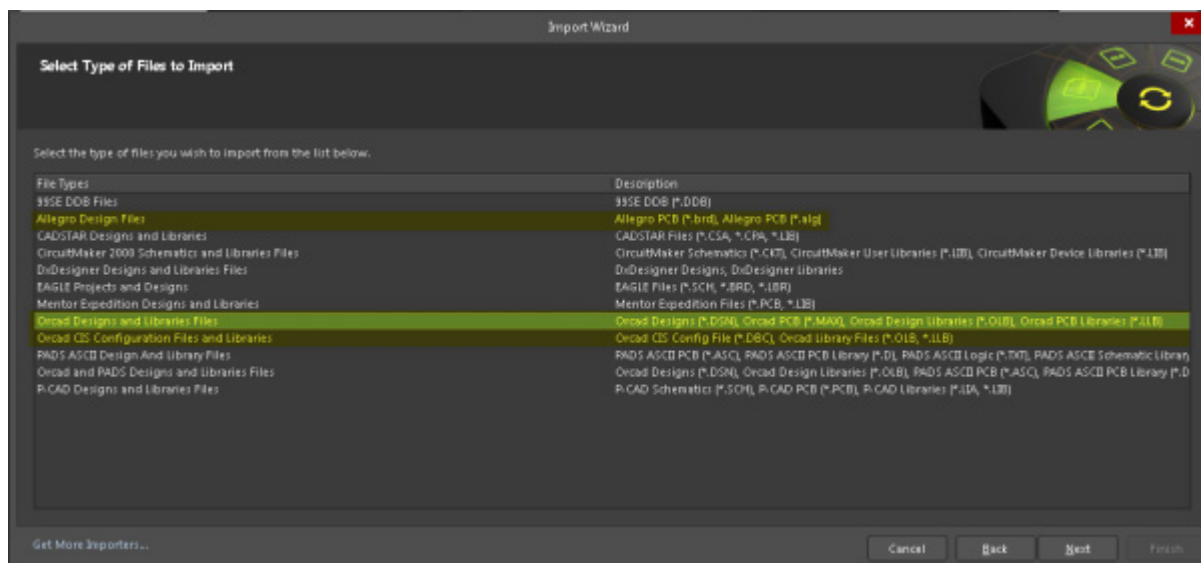 Import Wizard
Select Type of Files to Import
Select the type of files you wish to import from the list below.
File Types Description
99SE DDB Files 99SE DDB (*.DDB)
Allegro Design Files Allegro PCB (*.brd), Allegro PCB (*.alg)
CADSTAR Designs and Libraries CADSTAR Files (*.CSA, *.CPA, *.LIB)
CircuitMaker 2000 Schematics and Libraries Files CircuitMaker Schematics (*.CKT), CircuitMaker User Libraries (*.LIB), CircuitMaker Device Libraries (*.LIB)
DxDesigner Designs and Libraries Files DxDesigner Designs, DxDesigner Libraries
EAGLE Projects and Designs EAGLE Files (*.SCH, *.BRD, *.LBR)
Mentor Expedition Designs and Libraries Mentor Expedition Files (*.PCB, *.LIB)
Orcad Designs and Libraries Files Orcad Designs (*.DSN), Orcad PCB (*.MAX), Orcad Design Libraries (*.OLB), Orcad PCB Libraries (*.LLB)
Orcad CIS Configuration Files and Libraries Orcad CIS Config File (*.DBC), Orcad Library Files (*.OLB, *.LLB)
PADS ASCII Design And Library Files PADS ASCII PCB (*.ASC), PADS ASCII PCB Library (*.D), PADS ASCII Logic (*.TXT), PADS ASCII Schematic Library
Orcad and PADS Designs and Libraries Files Orcad Designs (*.DSN), Orcad Design Libraries (*.OLB), PADS ASCII PCB (*.ASC), PADS ASCII PCB Library (*.D
P-CAD Designs and Libraries Files P-CAD Schematics (*.SCH), P-CAD PCB (*.PCB), P-CAD Libraries (*.LIA, *.LIB)
Get More Importers... Cancel Back Next Finish